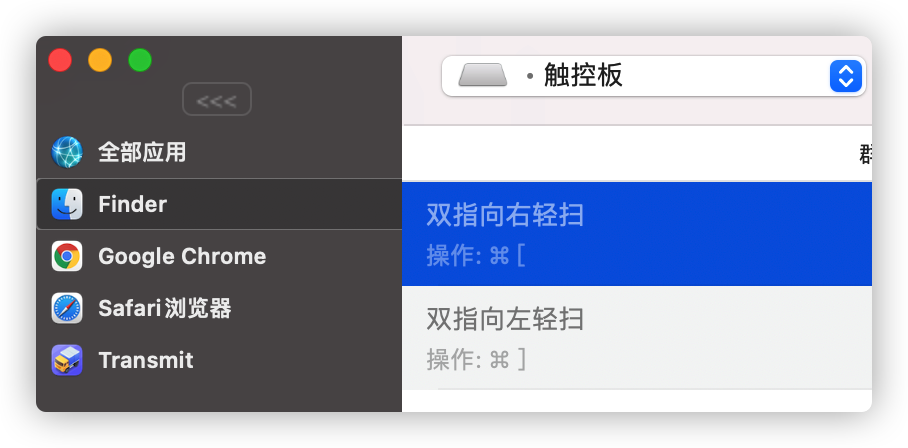 <<<
• 触控板
全部应用
群
Finder
双指向右轻扫
操作: ⌘ [
Google Chrome
Safari浏览器
双指向左轻扫
操作: ⌘ ]
Transmit